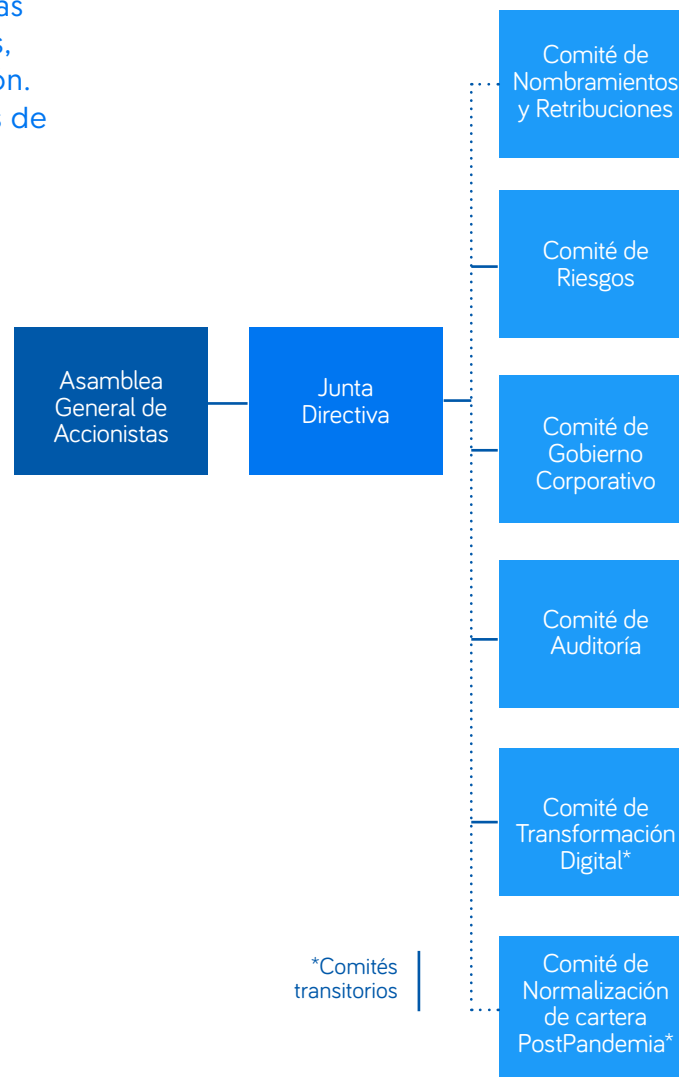 de
Comité de
Nombramientos
y Retribuciones
Comité de
Riesgos
Asamblea
General de
Accionistas
Junta
Directiva
Comité de
Gobierno
Corporativo
Comité de
Auditoría
Comité de
Transformación
Digital*
*Comités
transitorios
Comité de
Normalización
de cartera
PostPandemia*